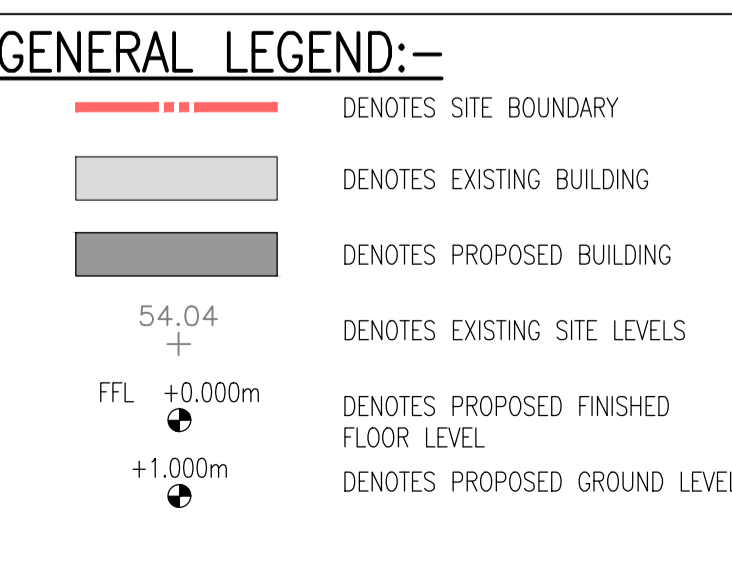 GENERAL LEGEND:-
DENOTES SITE BOUNDARY
DENOTES EXISTING BUILDING
DENOTES PROPOSED BUILDING
54.04
DENOTES EXISTING SITE LEVELS
FFL +0.000m
DENOTES PROPOSED FINISHED
FLOOR LEVEL
+1.000m
DENOTES PROPOSED GROUND LEVEL